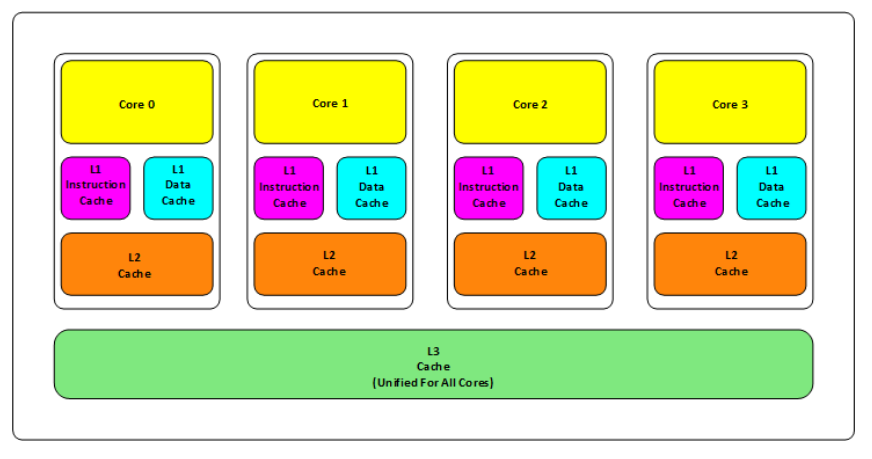 Core 0
Core 1
Core 2
Core 3
L1
Instruction
Cache
L1
Data
Cache
L1
Instruction
Cache
L1
Data
Cache
L1
Instruction
Cache
L1
Data
Cache
L1
Instruction
Cache
L1
Data
Cache
L2
Cache
L2
Cache
L2
Cache
L2
Cache
L3
Cache
(Unified For All Cores)